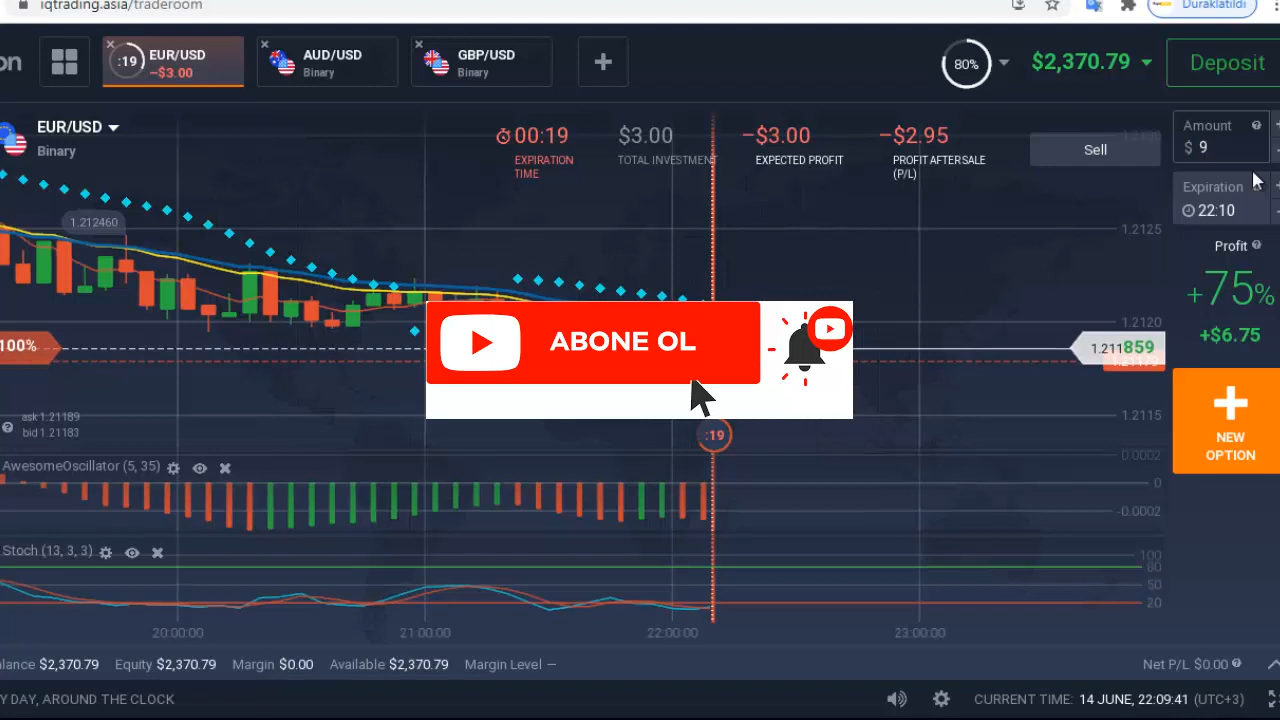 iqtrading.asia/traderoom
Duraklatıldı
on
:19
EUR/USD
−$3.00
AUD/USD
Binary
GBP/USD
Binary
80%
$2,370.79
Deposit
EUR/USD
Binary
00:19
EXPIRATION
TIME
$3.00
TOTAL INVESTMENT
−$3.00
EXPECTED PROFIT
−$2.95
PROFIT AFTER SALE
(P/L)
Sell
Amount
$ 9
Expiration
22:10
Profit
+75%
+$6.75
NEW
OPTION
1.212460
1.2125
1.2120
1.211859
100%
ABONE OL
1.2115
ask 1.21189
bid 1.21183
:19
0.0002
AwesomeOscillator (5, 35)
0
-0.0002
Stoch (13, 3, 3)
100
80
50
20
20:00:00
21:00:00
22:00:00
23:00:00
alance $2,370.79
Equity $2,370.79
Margin $0.00
Available $2,370.79
Margin Level —
Net P/L $0.00
Y DAY, AROUND THE CLOCK
CURRENT TIME: 14 JUNE, 22:09:41 (UTC+3)